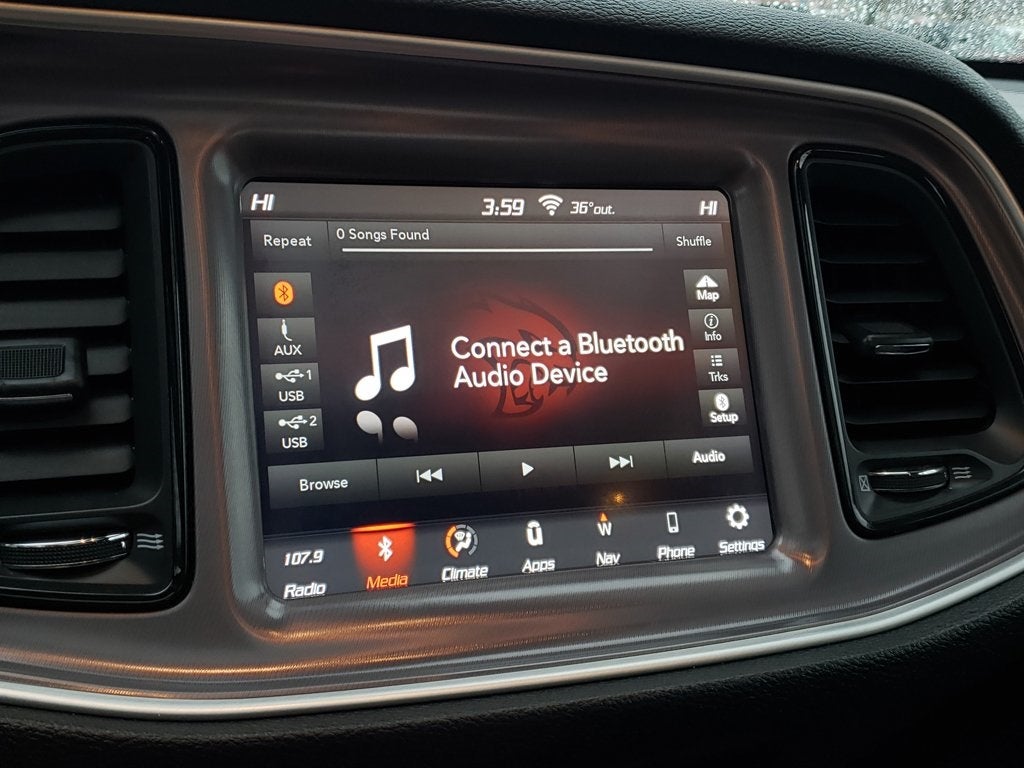 HI 3:59 36° out. HI
Repeat 0 Songs Found Shuffle
AUX
1
USB
2
USB
Connect a Bluetooth
Audio Device
Map
Info
Trks
Setup
Browse Audio
107.9
Radio
Media
Climate
Apps
W
Nav
Phone
Settings